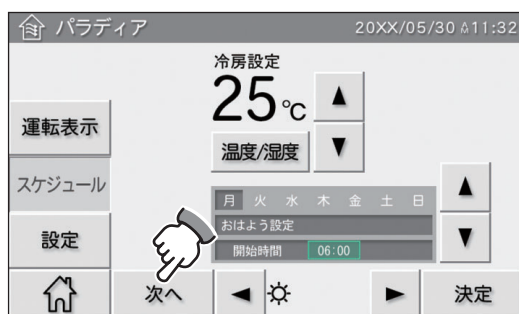 パラディア 20XX/05/30 11:32
冷房設定
25℃
運転表示
温度/湿度
スケジュール
月 火 水 木 金 土 日
おはよう設定
設定
開始時間 06:00
次へ
決定